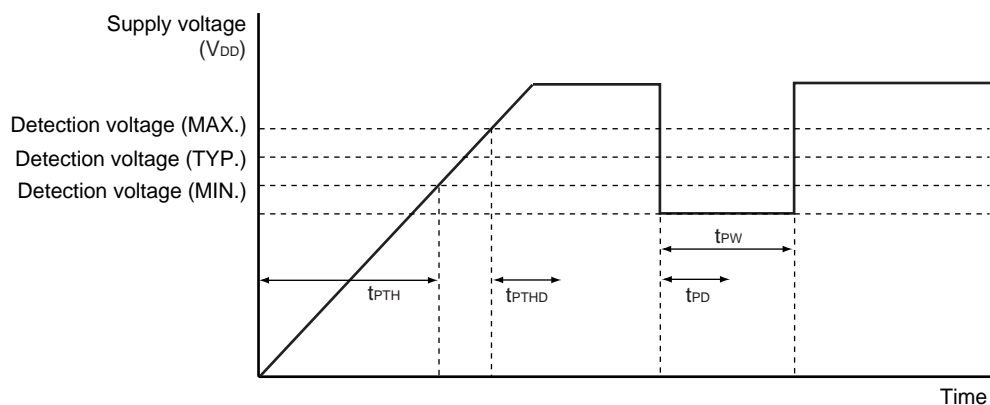 Supply voltage
(VDD)
Detection voltage (MAX.)
Detection voltage (TYP.)
Detection voltage (MIN.)
tPW
tPTH
tPTHD
tPD
Time